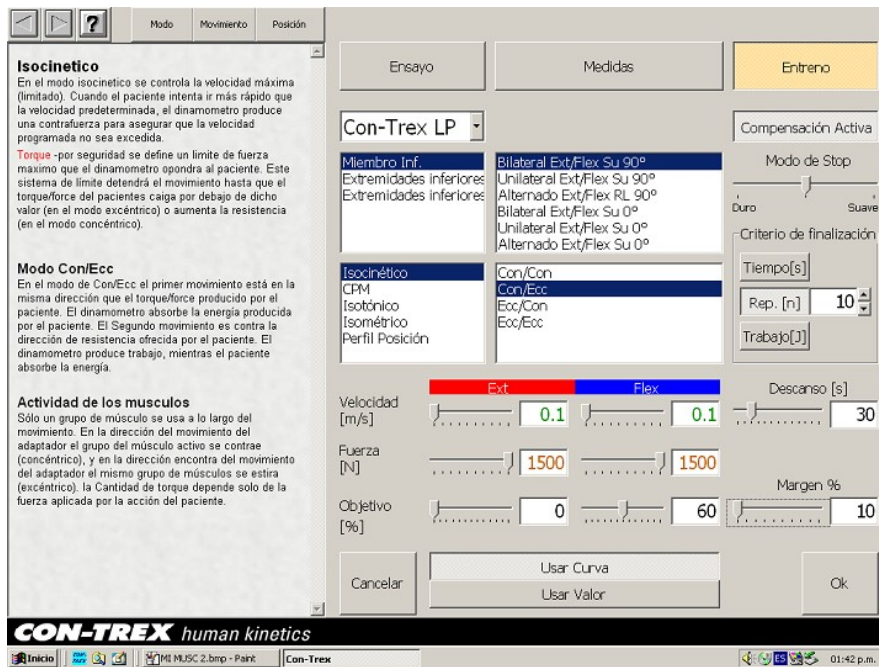 ? Modo Movimiento Posición
Isocinetico
En el modo isocinetico se controla la velocidad máxima
(limitado). Cuando el paciente intenta ir más rápido que
la velocidad predeterminada, el dinamometro produce
una contrafuerza para asegurar que la velocidad
programada no sea excedida.
Torque -por seguridad se define un limite de fuerza
maximo que el dinamometro opondra al paciente. Este
sistema de límite detendrá el movimiento hasta que el
torque/force del pacientes caiga por debajo de dicho
valor (en el modo excéntrico) o aumenta la resistencia
(en el modo concéntrico).
Modo Con/Ecc
En el modo de Con/Ecc el primer movimiento está en la
misma dirección que el torque/force producido por el
paciente. El dinamometro absorbe la energía producida
por el paciente. El Segundo movimiento es contra la
dirección de resistencia ofrecida por el paciente. El
dinamometro produce trabajo, mientras el paciente
absorbe la energía.
Actividad de los musculos
Sólo un grupo de músculo se usa a lo largo del
movimiento. En la dirección del movimiento del
adaptador el grupo del músculo activo se contrae
(concéntrico), y en la dirección encontra del movimiento
del adaptador el mismo grupo de músculos se estira
(excéntrico). la Cantidad de torque depende solo de la
fuerza aplicada por la acción del paciente.
Ensayo Medidas Entreno
Con-Trex LP
Compensación Activa
Miembro Inf.
Extremidades inferiores
Extremidades inferiores
Bilateral Ext/Flex Su 90º
Unilateral Ext/Flex Su 90º
Alternado Ext/Flex RL 90º
Bilateral Ext/Flex Su 0º
Unilateral Ext/Flex Su 0º
Alternado Ext/Flex Su 0º
Modo de Stop
Duro Suave
Criterio de finalización
Tiempo[s]
Rep. [n] 10
Trabajo[J]
Isocinético
CPM
Isotónico
Isométrico
Perfil Posición
Con/Con
Con/Ecc
Ecc/Con
Ecc/Ecc
Ext Flex
Velocidad
[m/s] 0.1 0.1
Descanso [s]
30
Fuerza
[N] 1500 1500
Margen %
10
Objetivo
[%] 0 60
Cancelar
Usar Curva
Usar Valor
Ok
CON-TREX human kinetics
Inicio MI MUSC 2.bmp - Paint Con-Trex ES 01:42 p.m.